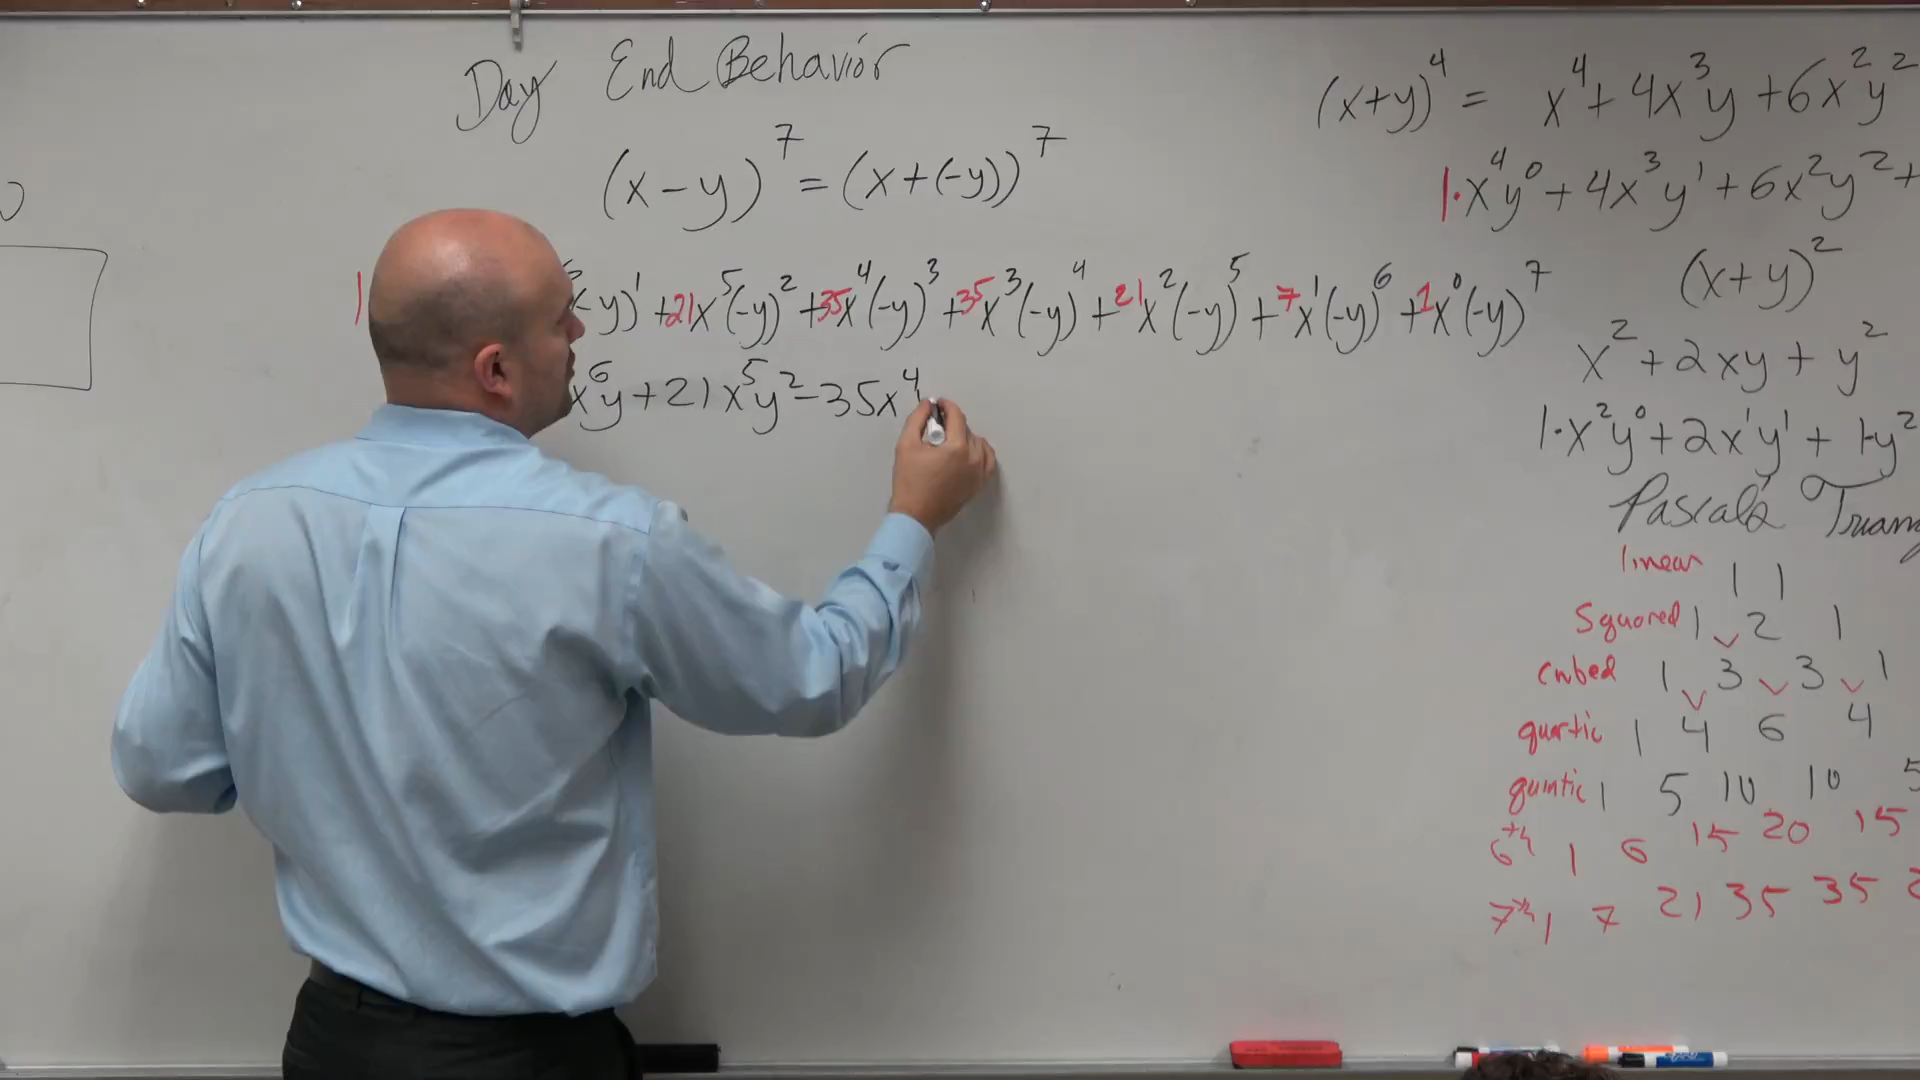 Day End Behavior
(x-y)^7 = (x+(-y))^7
1 y)^1 +21x^5(-y)^2 +35x^4(-y)^3 +35x^3(-y)^4 +21x^2(-y)^5 +7x^1(-y)^6 +1x^0(-y)^7
x^6y+21x^5y^2-35x^4
(x+y)^4 = x^4+4x^3y+6x^2y^2
1·x^4y^0+4x^3y^1+6x^2y^2+
(x+y)^2
x^2+2xy+y^2
1·x^2y^0+2x^1y^1+1·y^2
Pascal's
linear 1 1
Squared 1 2 1
cubed 1 3 3 1
quartic 1 4 6 4
quintic 1 5 10 10 5
6th 1 6 15 20 15
7th 1 7 21 35 35